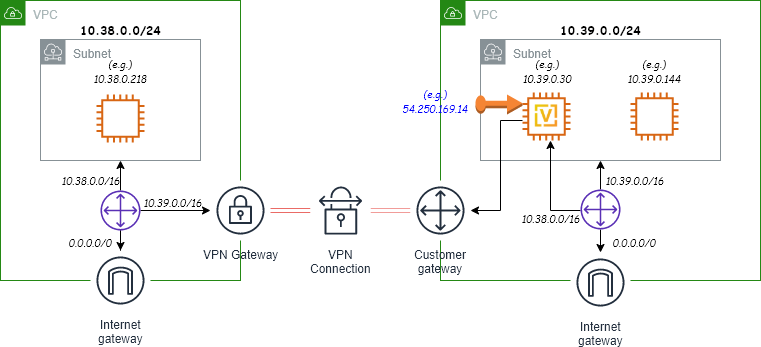 VPC
10.38.0.0/24
Subnet
(e.g.)
10.38.0.218
10.38.0.0/16
10.39.0.0/16
0.0.0.0/0
Internet
gateway
VPN Gateway
VPN
Connection
Customer
gateway
VPC
10.39.0.0/24
Subnet
(e.g.)
10.39.0.30
(e.g.)
10.39.0.144
(e.g.)
54.250.169.14
V
10.39.0.0/16
10.38.0.0/16
0.0.0.0/0
Internet
gateway